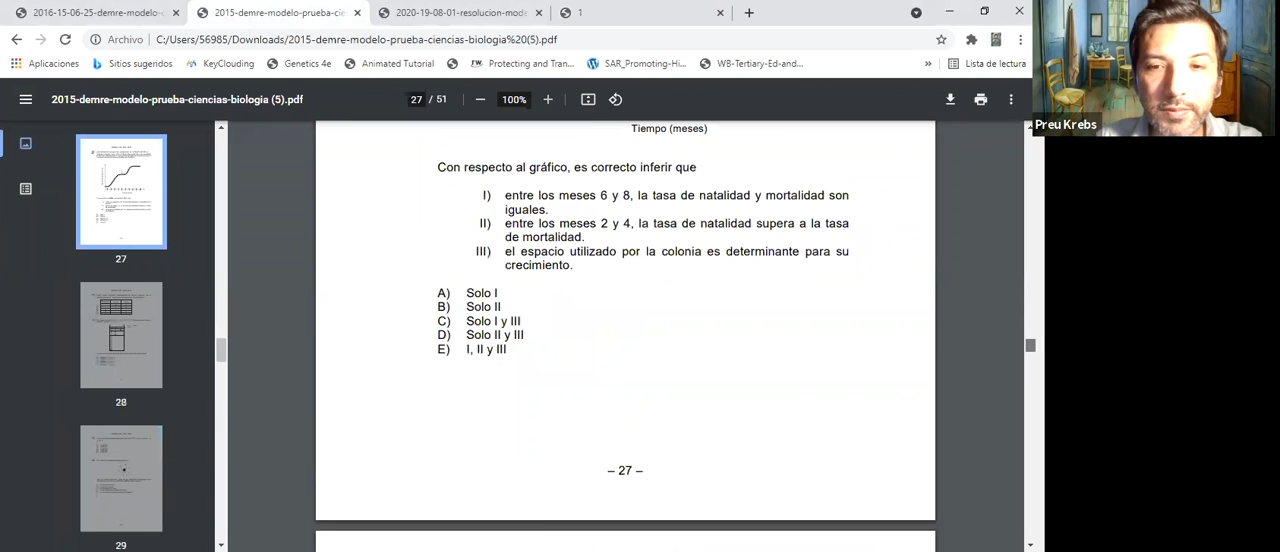 2016-15-06-25-demre-modelo-
2015-demre-modelo-prueba-cie
2020-19-08-01-resolucion-mode
1
Archivo
C:/Users/56985/Downloads/2015-demre-modelo-prueba-ciencias-biologia%20(5).pdf
Aplicaciones
Sitios sugeridos
KeyClouding
Genetics 4e
Animated Tutorial
Protecting and Tran...
SAR_Promoting-Hi...
WB-Tertiary-Ed-and...
»
Lista de lectura
2015-demre-modelo-prueba-ciencias-biologia (5).pdf
27 / 51
100%
Preu Krebs
27
28
29
Tiempo (meses)
Con respecto al gráfico, es correcto inferir que
I) entre los meses 6 y 8, la tasa de natalidad y mortalidad son
iguales.
II) entre los meses 2 y 4, la tasa de natalidad supera a la tasa
de mortalidad.
III) el espacio utilizado por la colonia es determinante para su
crecimiento.
A) Solo I
B) Solo II
C) Solo I y III
D) Solo II y III
E) I, II y III
– 27 –